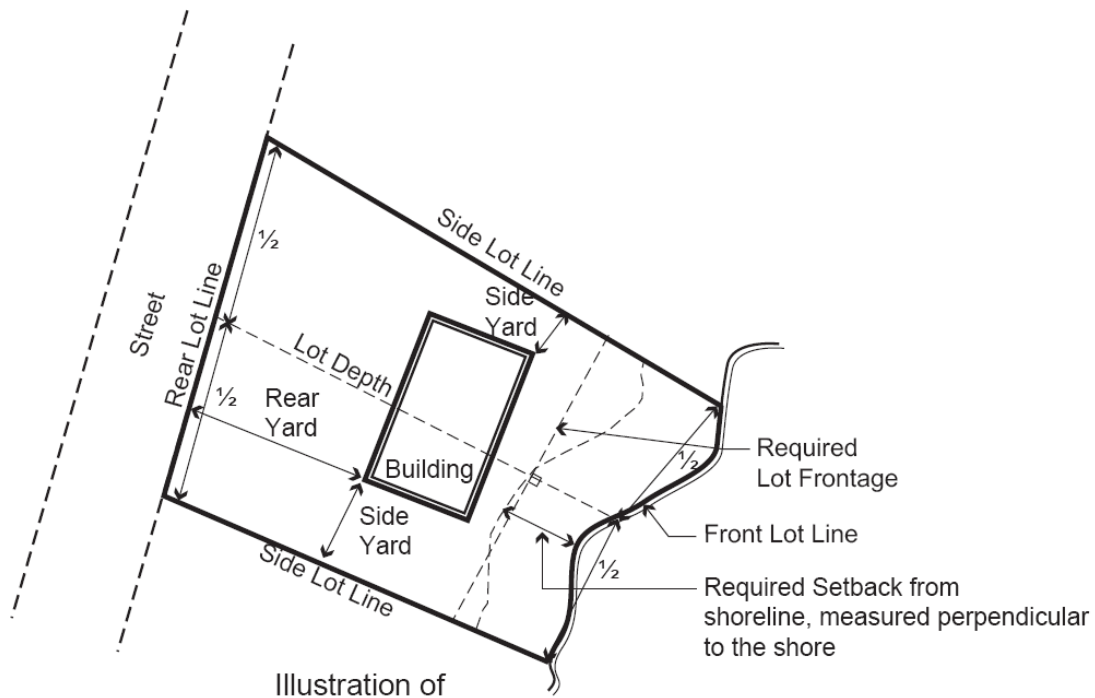 Side Lot Line
½
Side
Yard
Street
Rear Lot Line
Lot Depth
½
Rear
Yard
Building
Required
Lot Frontage
½
Side
Yard
Front Lot Line
Side Lot Line
½
Required Setback from
shoreline, measured perpendicular
to the shore
Illustration of